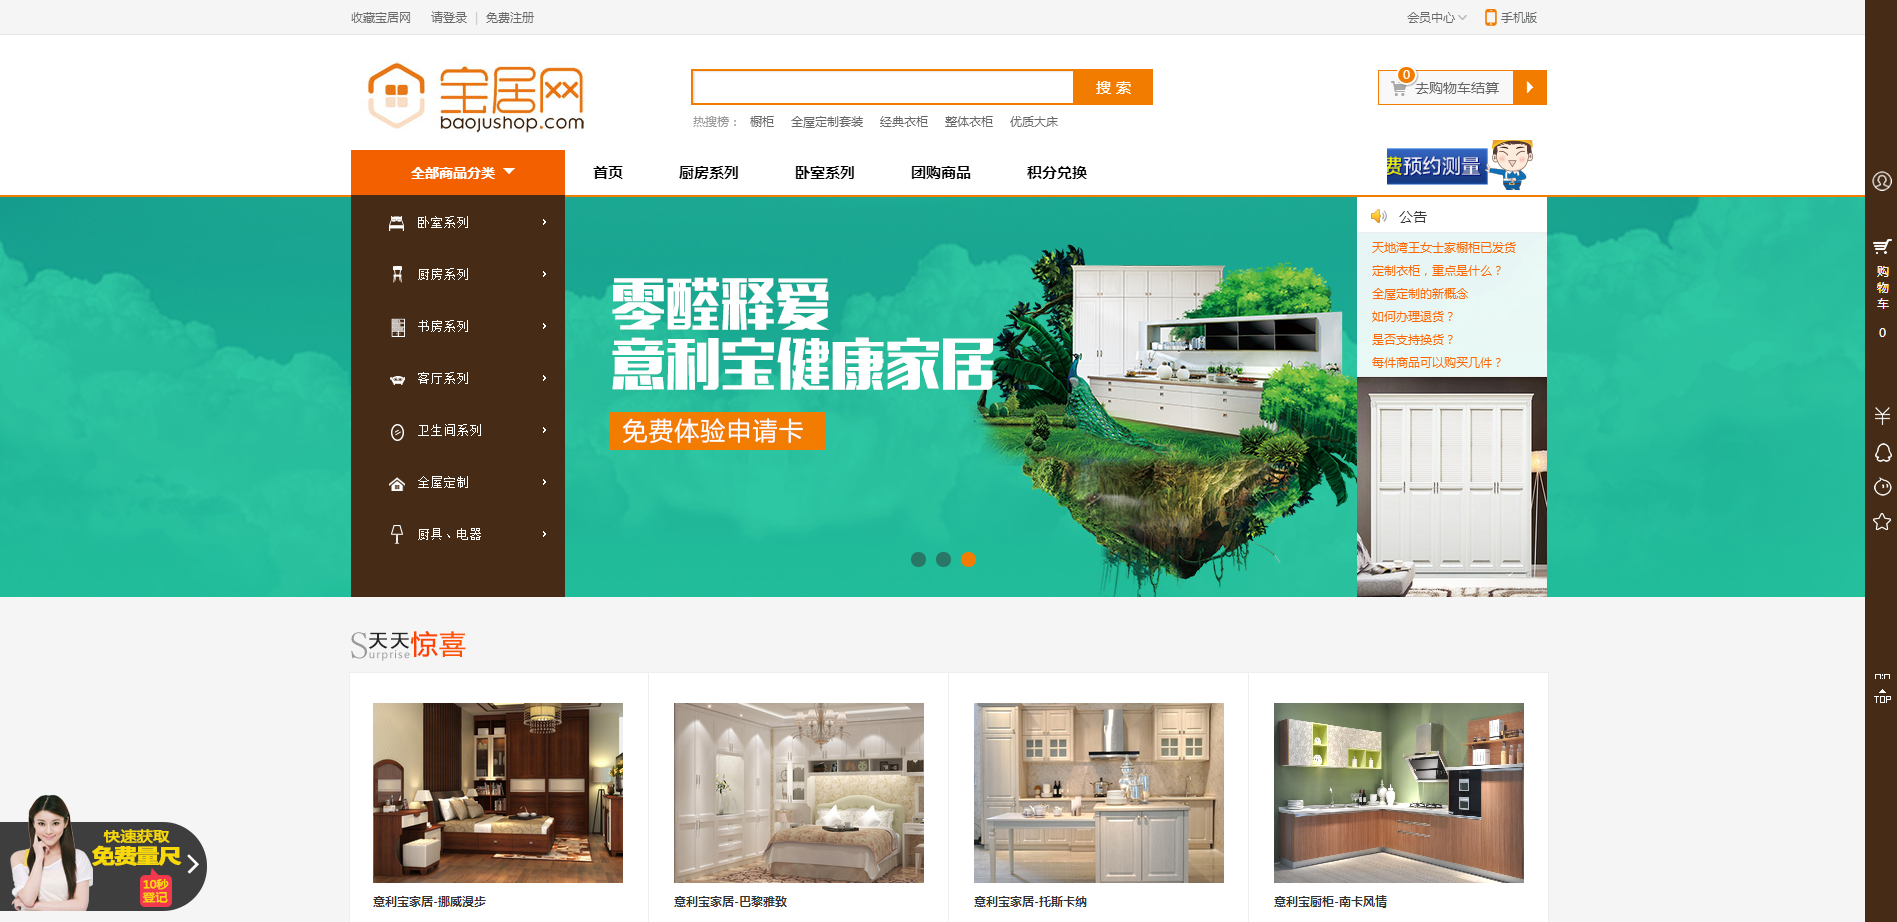 收藏宝居网 请登录 | 免费注册
会员中心 手机版
宝居网
baojushop.com
搜 索
0
去购物车结算
热搜榜： 橱柜 全屋定制套装 经典衣柜 整体衣柜 优质大床
费预约测量
全部商品分类 首页 厨房系列 卧室系列 团购商品 积分兑换
卧室系列
厨房系列
书房系列
客厅系列
卫生间系列
全屋定制
厨具、电器
零醛释爱
意利宝健康家居
免费体验申请卡
公告
天地湾王女士家橱柜已发货
定制衣柜，重点是什么？
全屋定制的新概念
如何办理退货？
是否支持换货？
每件商品可以购买几件？
购
物
车
0
TOP
天天惊喜
Surprise
意利宝家居-挪威漫步
意利宝家居-巴黎雅致
意利宝家居-托斯卡纳
意利宝厨柜-南卡风情
快速获取
免费量尺
10秒
登记